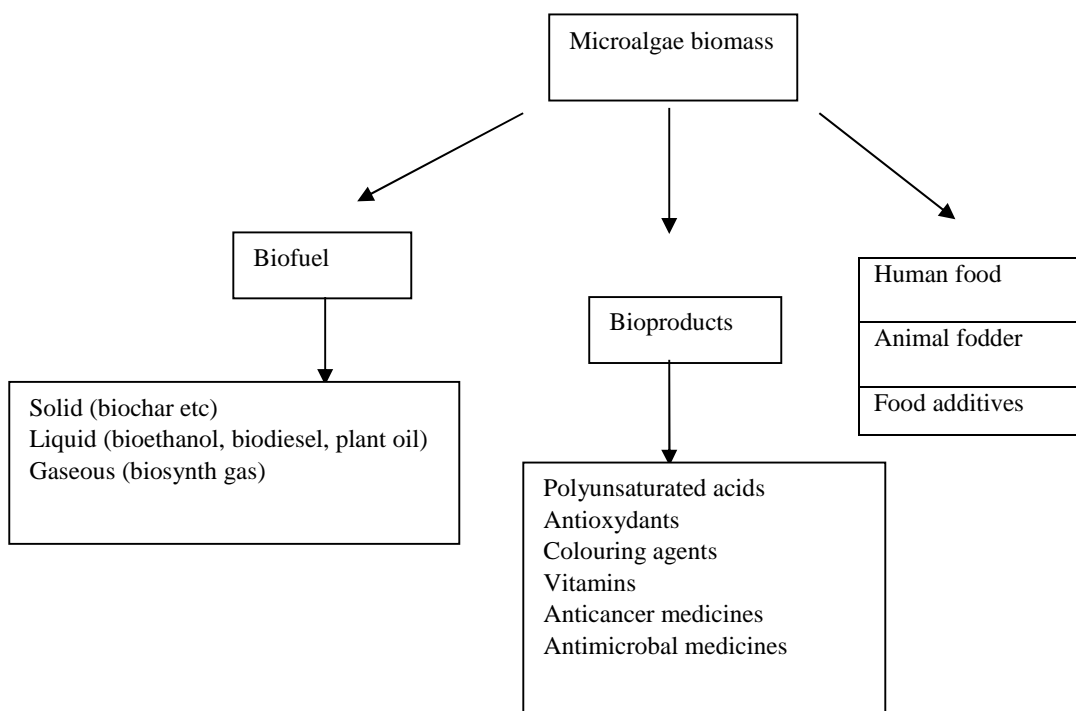 Microalgae biomass
Biofuel
Solid (biochar etc)
Liquid (bioethanol, biodiesel, plant oil)
Gaseous (biosynth gas)
Bioproducts
Polyunsaturated acids
Antioxydants
Colouring agents
Vitamins
Anticancer medicines
Antimicrobal medicines
Human food
Animal fodder
Food additives